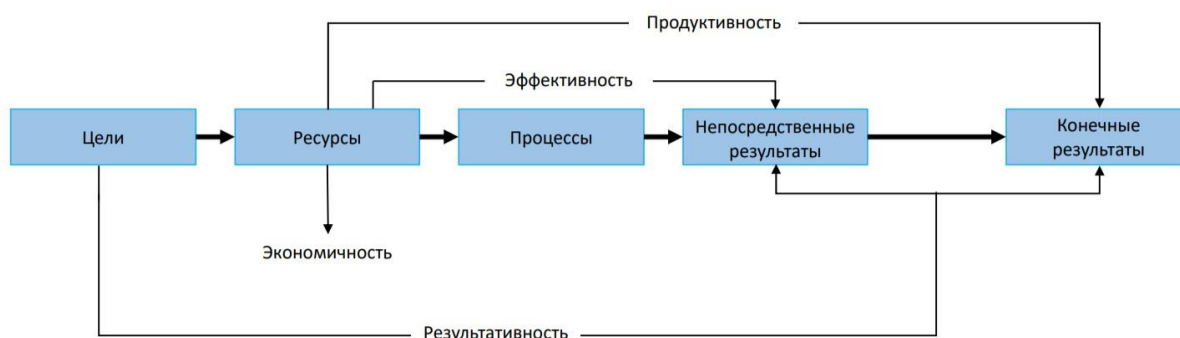 Продуктивность
Эффективность
Цели
Ресурсы
Процессы
Непосредственные
результаты
Конечные
результаты
Экономичность
Результативность